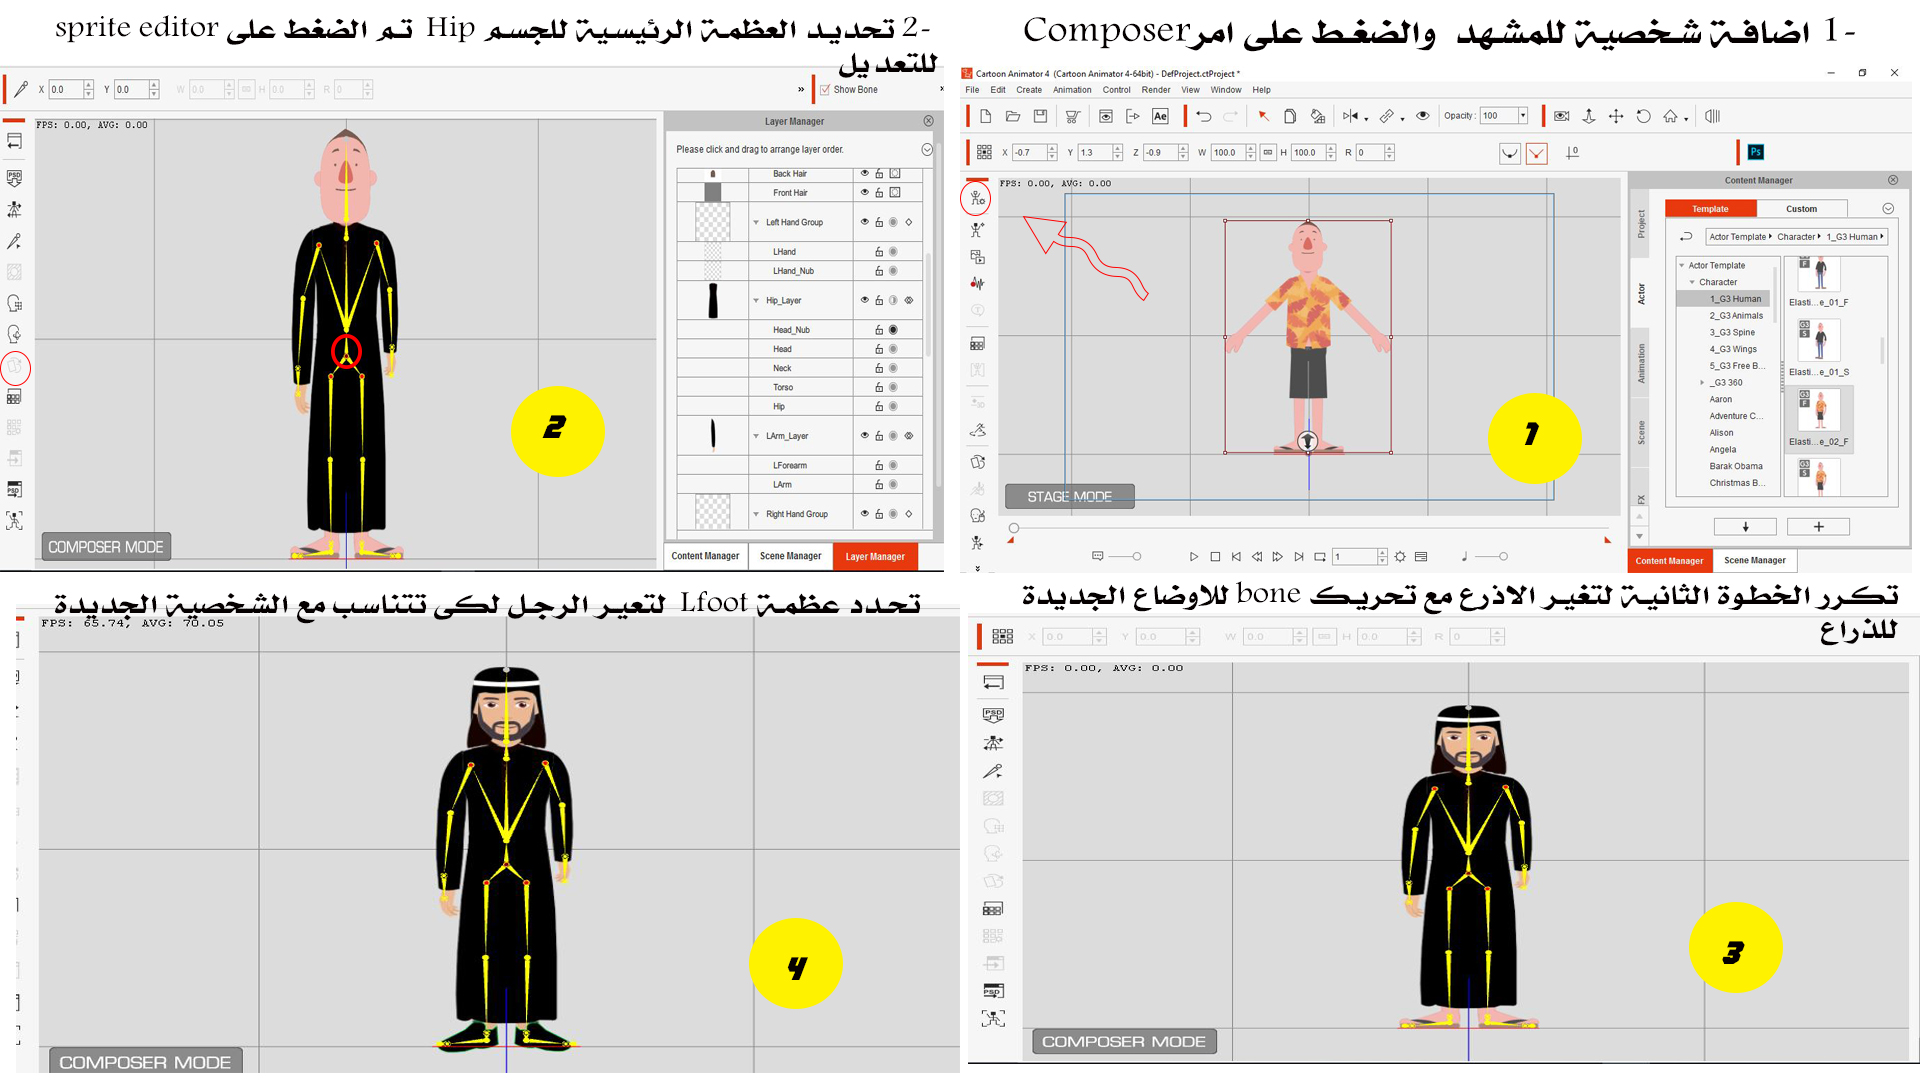 1- اضافة شخصية للمشهد والضغط على امر Composer
Cartoon Animator 4 (Cartoon Animator 4-64bit) - DefProject.ctProject *
File Edit Create Animation Control Render View Window Help
Ae Opacity : 100
X -0.7 Y 1.3 Z -0.9 W 100.0 H 100.0 R 0
Ps
FPS: 0.00, AVG: 0.00
STAGE MODE
1
1
Content Manager
Template Custom
Actor Template Character 1_G3 Human
Project
Actor
Animation
Scene
FX
Actor Template
Character
1_G3 Human
2_G3 Animals
3_G3 Spine
4_G3 Wings
5_G3 Free B...
_G3 360
Aaron
Adventure C...
Alison
Angela
Barak Obama
Christmas B...
Elasti...e_01_F
G3 S
Elasti...e_01_S
G3 F
Elasti...e_02_F
G3 S
Content Manager Scene Manager
2- تحديد العظمة الرئيسية للجسم Hip تم الضغط على sprite editor
للتعديل
X 0.0 Y 0.0 W 0.0 H 0.0 R 0
» Show Bone
FPS: 0.00, AVG: 0.00
PSD
PSD
COMPOSER MODE
2
Layer Manager
Please click and drag to arrange layer order.
Back Hair
Front Hair
Left Hand Group
LHand
LHand_Nub
Hip_Layer
Head_Nub
Head
Neck
Torso
Hip
LArm_Layer
LForearm
LArm
Right Hand Group
Content Manager Scene Manager Layer Manager
تكرر الخطوة الثانية لتغير الاذرع مع تحريك bone للاوضاع الجديدة
للذراع
X 0.0 Y 0.0 W 0.0 H 0.0 R 0
FPS: 0.00, AVG: 0.00
PSD
PSD
COMPOSER MODE
3
تحدد عظمة Lfoot لتعير الرجل لكى تتناسب مع الشخصية الجديدة
FPS: 65.74, AVG: 70.05
COMPOSER MODE
4